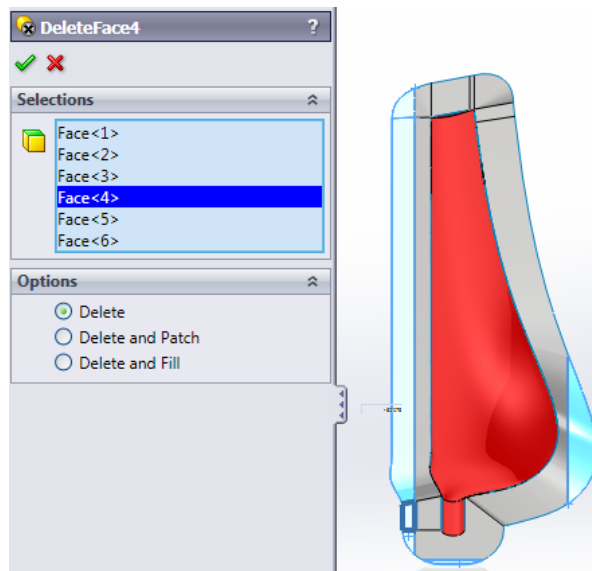 DeleteFace4 ?
Selections
Face<1>
Face<2>
Face<3>
Face<4>
Face<5>
Face<6>
Options
Delete
Delete and Patch
Delete and Fill